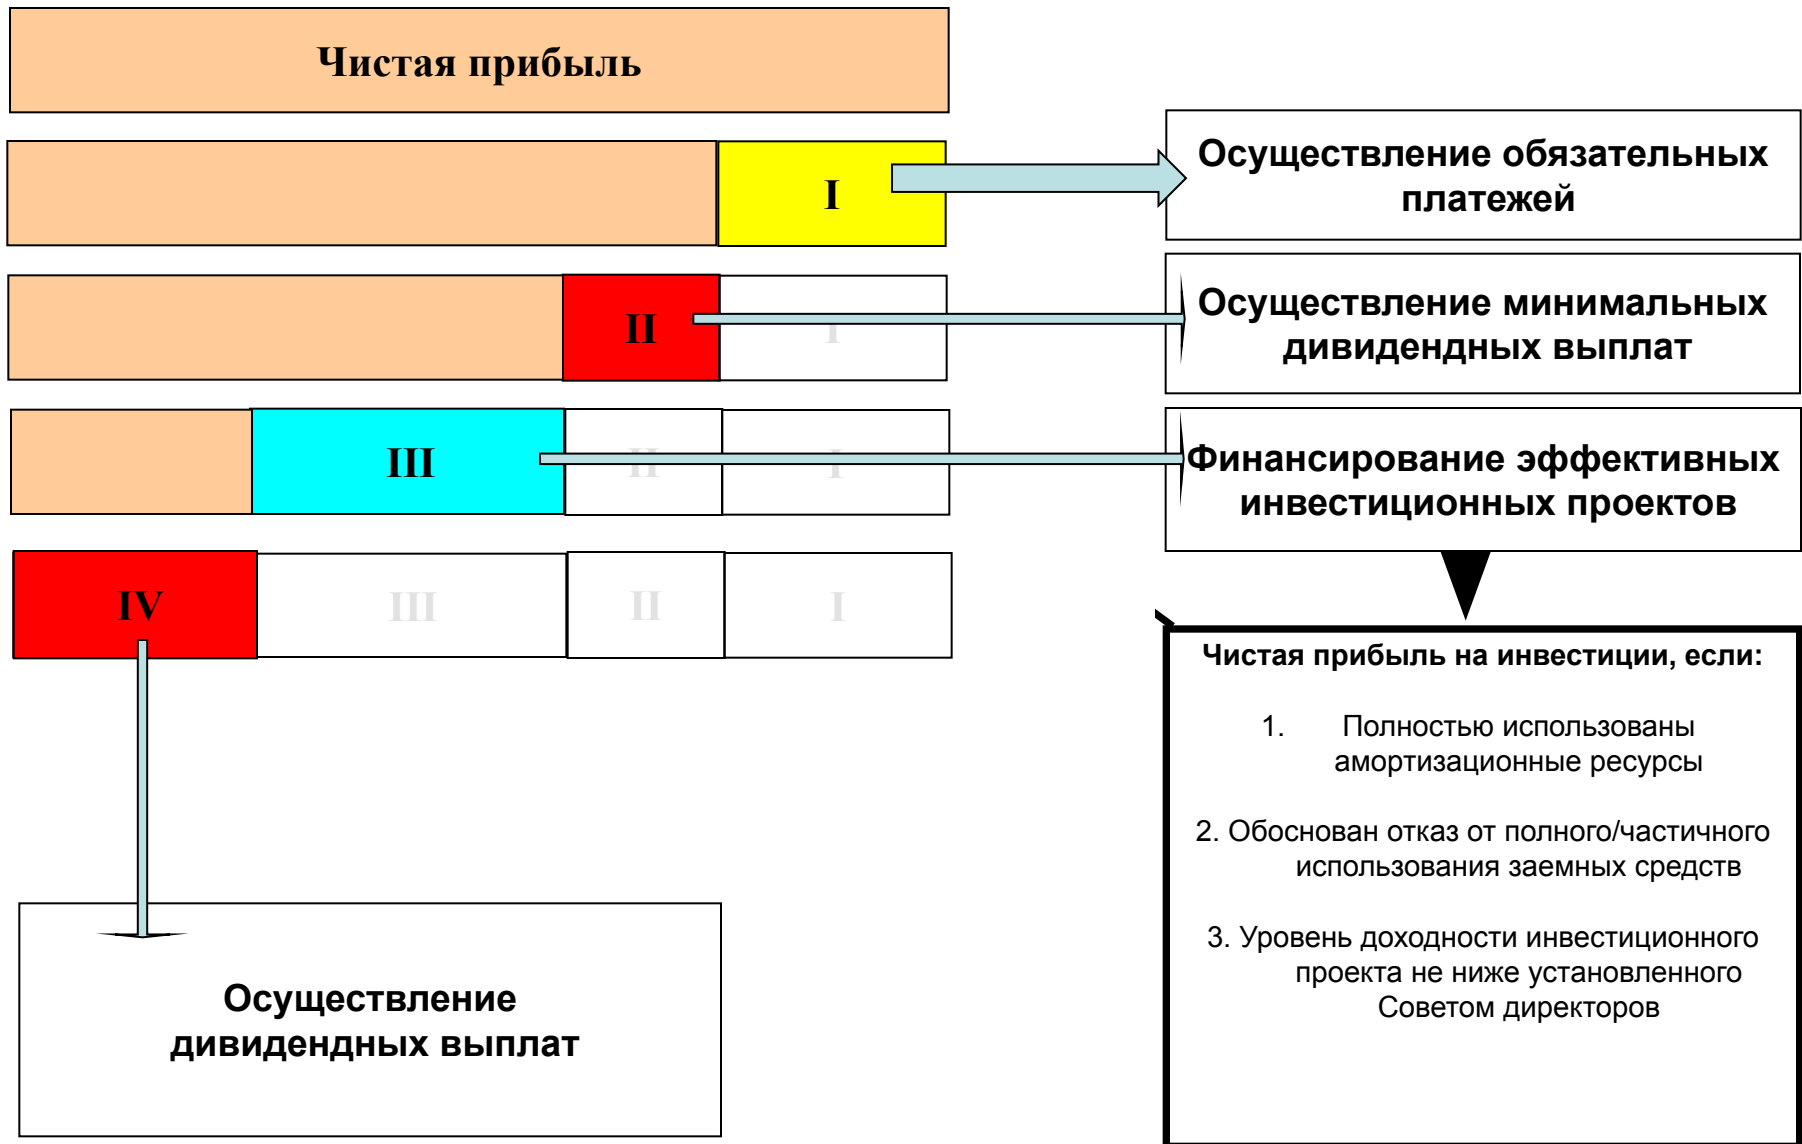 Чистая прибыль
I
Осуществление обязательных
платежей
II
I
Осуществление минимальных
дивидендных выплат
III
II
I
Финансирование эффективных
инвестиционных проектов
IV
III
II
I
Чистая прибыль на инвестиции, если:
1. Полностью использованы
амортизационные ресурсы
2. Обоснован отказ от полного/частичного
использования заемных средств
3. Уровень доходности инвестиционного
проекта не ниже установленного
Советом директоров
Осуществление
дивидендных выплат